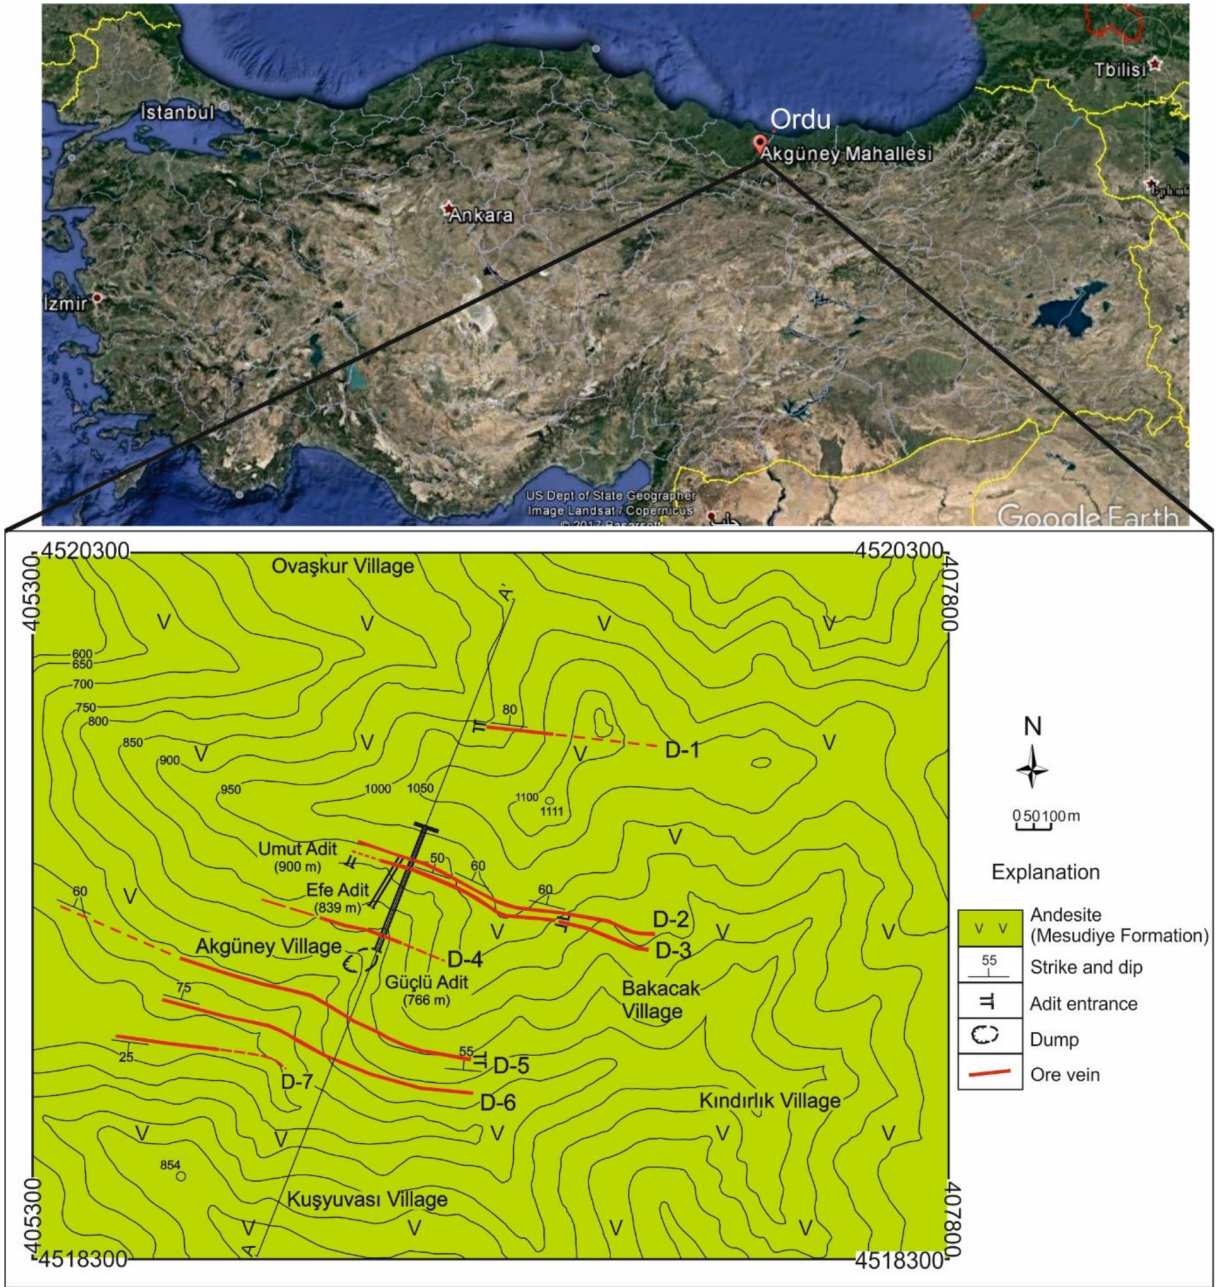 Tbilisi
İstanbul
Ordu
Akgüney Mahallesi
Ankara
İzmir
US Dept of State Geographer
Image Landsat / Copernicus
© 2017 Basarsoft
Google Earth
4520300
4520300
405300
407800
Ovaşkur Village
A'
V
V
V
V
600
650
700
750
800
850
900
950
1000
1050
1100
1111
80
D-1
V
V
V
V
V
Umut Adit
(900 m)
50
60
60
Efe Adit
(839 m)
60
V
D-2
D-3
V
V
V
Akgüney Village
D-4
Güçlü Adit
(766 m)
Bakacak
Village
75
55
D-5
25
D-7
D-6
Kındırlık Village
V
V
V
V
V
854
Kuşyuvası Village
V
V
V
V
A
405300
407800
4518300
4518300
N
0 50 100 m
Explanation
V V
Andesite
(Mesudiye Formation)
55
Strike and dip
Adit entrance
Dump
Ore vein